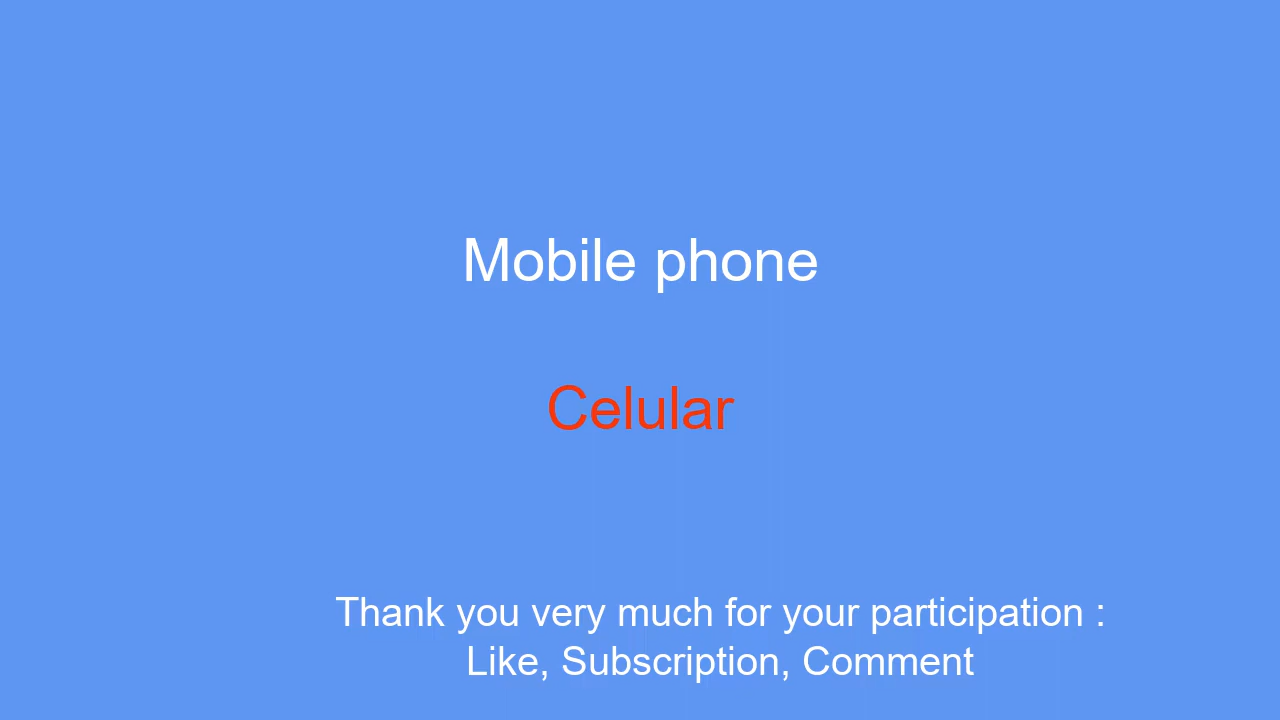 Mobile phone
Celular
Thank you very much for your participation :
Like, Subscription, Comment